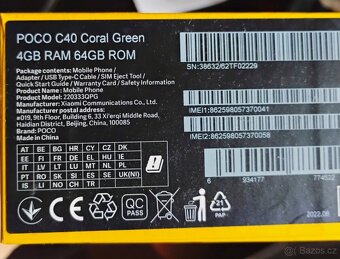 POCO C40 Coral Green
4GB RAM 64GB ROM
Package contents: Mobile Phone /
Adapter / USB Type-C Cable / SIM Eject Tool /
Quick Start Guide / Warranty Card / Safety Instructions
Product Name: Mobile Phone
Model: 220333QPG
Manufacturer: Xiaomi Communications Co., Ltd.
#019, 9th Floor, Building 6, 33 Xi'erqi Middle Road,
Haidian District, Beijing, China, 100085
Brand: POCO
Made in China
SN:38632/62TF02229
IMEI1:862598057370041
IMEI2:862598057370058
AT BE BG HR CY CZ DK
EE FI FR DE EL HU IE
IT LV LT LU MT NL PL
PT RO SK SI ES SE UK(NI)
IS LI NO CH TR
CE
QC
PASS
21
PAP
6 934177 774522
2022.06
Bazoš.cz